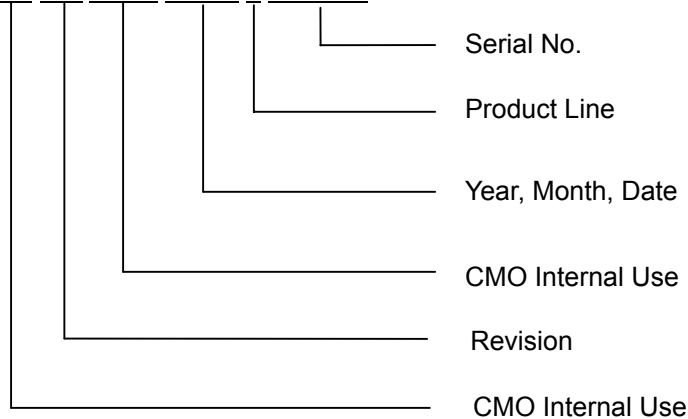 Serial No.
Product Line
Year, Month, Date
CMO Internal Use
Revision
CMO Internal Use